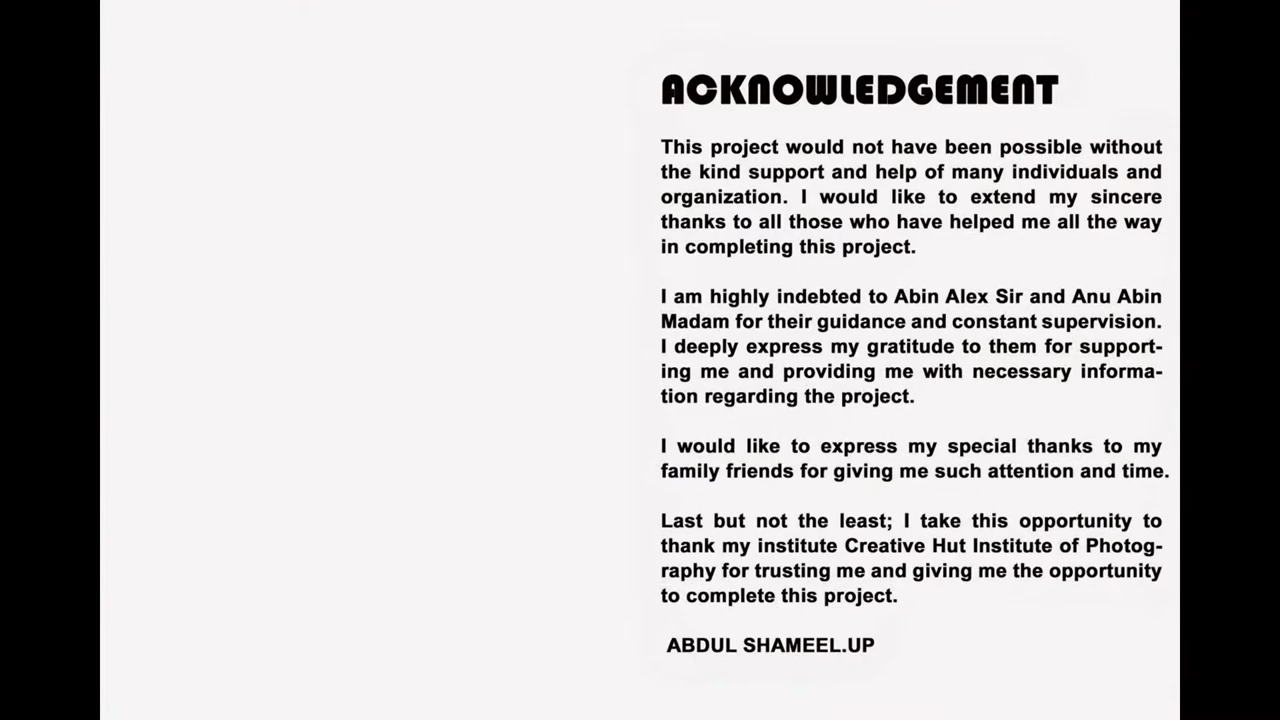 ACKNOWLEDGEMENT
This project would not have been possible without
the kind support and help of many individuals and
organization. I would like to extend my sincere
thanks to all those who have helped me all the way
in completing this project.
I am highly indebted to Abin Alex Sir and Anu Abin
Madam for their guidance and constant supervision.
I deeply express my gratitude to them for support-
ing me and providing me with necessary informa-
tion regarding the project.
I would like to express my special thanks to my
family friends for giving me such attention and time.
Last but not the least; I take this opportunity to
thank my institute Creative Hut Institute of Photog-
raphy for trusting me and giving me the opportunity
to complete this project.
ABDUL SHAMEEL.UP